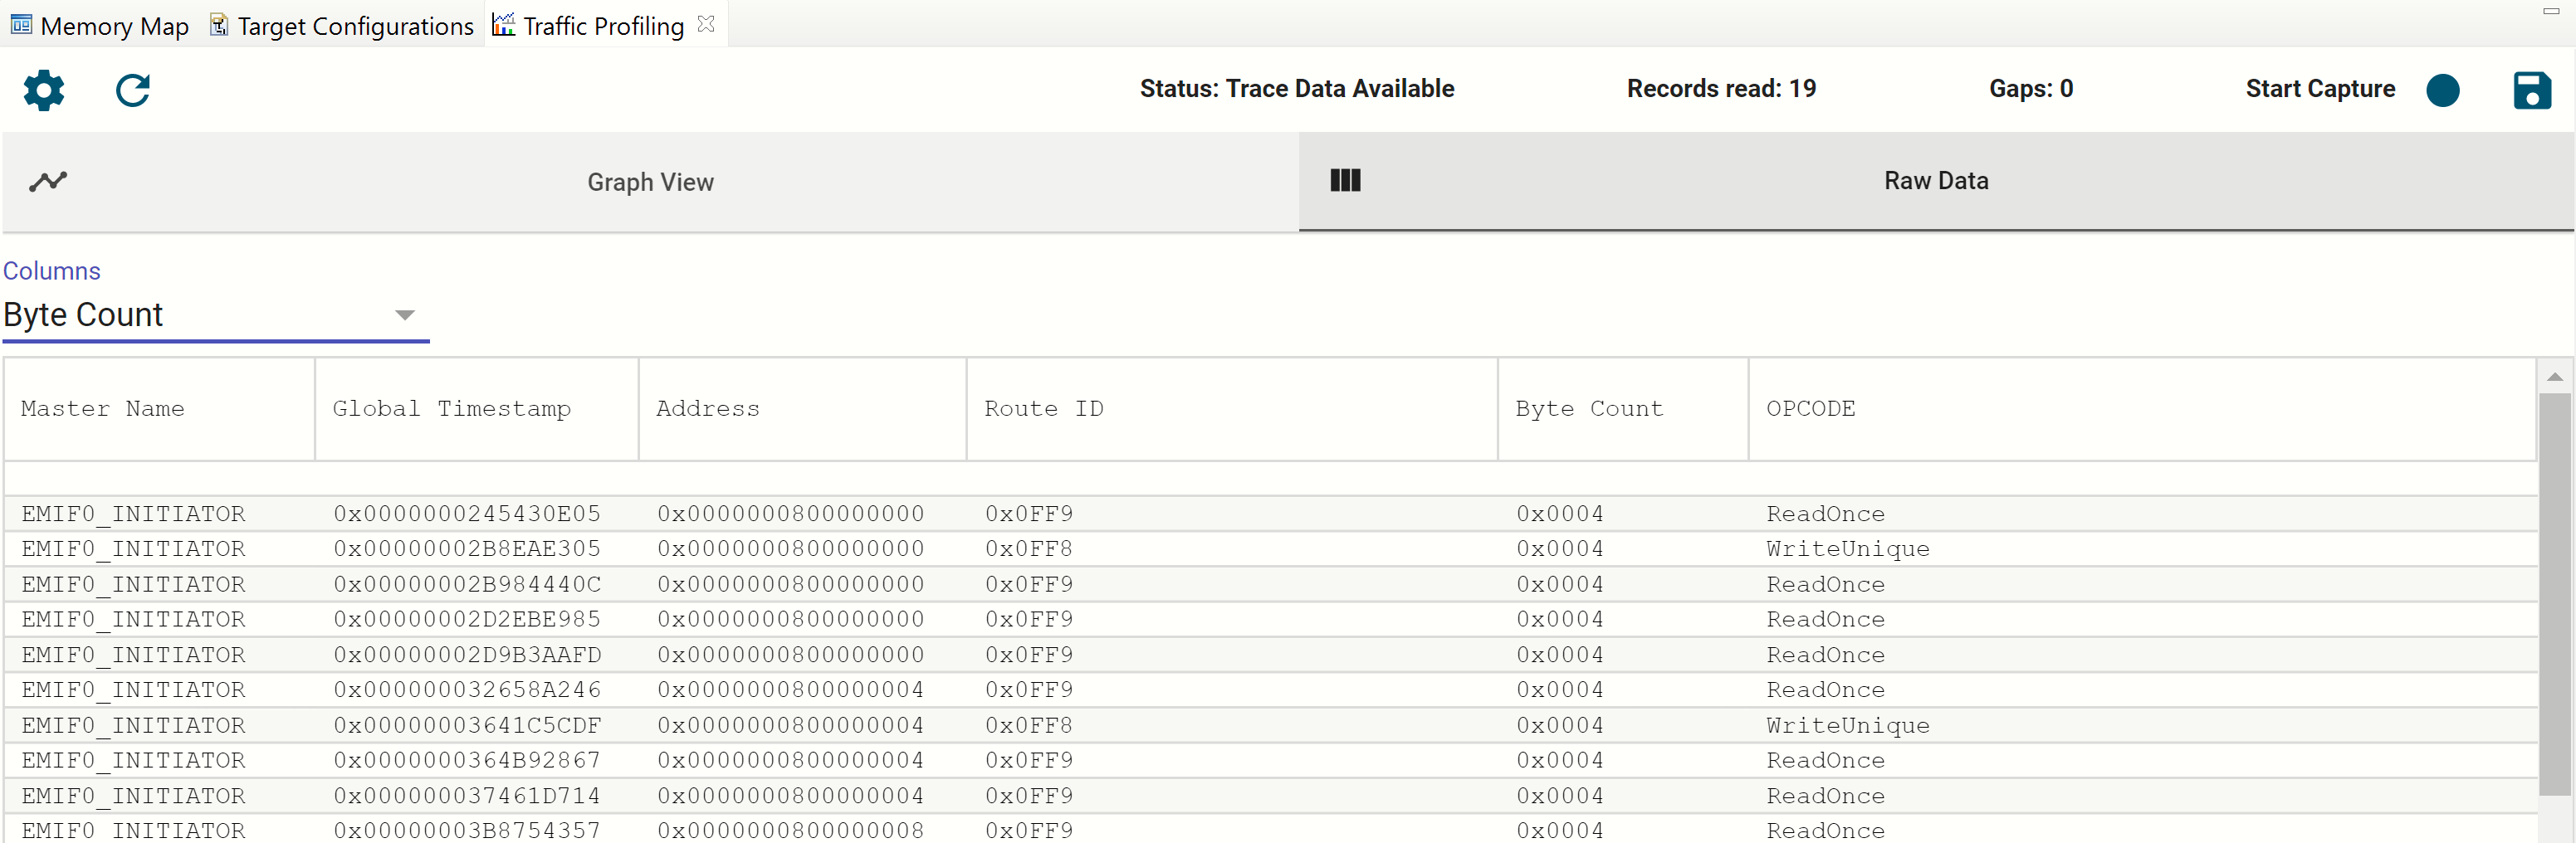 Memory Map Target Configurations Traffic Profiling
Status: Trace Data Available Records read: 19 Gaps: 0 Start Capture
Graph View Raw Data
Columns
Byte Count
Master Name Global Timestamp Address Route ID Byte Count OPCODE
EMIF0_INITIATOR 0x0000000245430E05 0x0000000800000000 0x0FF9 0x0004 ReadOnce
EMIF0_INITIATOR 0x00000002B8EAE305 0x0000000800000000 0x0FF8 0x0004 WriteUnique
EMIF0_INITIATOR 0x00000002B984440C 0x0000000800000000 0x0FF9 0x0004 ReadOnce
EMIF0_INITIATOR 0x00000002D2EBE985 0x0000000800000000 0x0FF9 0x0004 ReadOnce
EMIF0_INITIATOR 0x00000002D9B3AAFD 0x0000000800000000 0x0FF9 0x0004 ReadOnce
EMIF0_INITIATOR 0x000000032658A246 0x0000000800000004 0x0FF9 0x0004 ReadOnce
EMIF0_INITIATOR 0x00000003641C5CDF 0x0000000800000004 0x0FF8 0x0004 WriteUnique
EMIF0_INITIATOR 0x0000000364B92867 0x0000000800000004 0x0FF9 0x0004 ReadOnce
EMIF0_INITIATOR 0x000000037461D714 0x0000000800000004 0x0FF9 0x0004 ReadOnce
EMIF0_INITIATOR 0x00000003B8754357 0x0000000800000008 0x0FF9 0x0004 ReadOnce